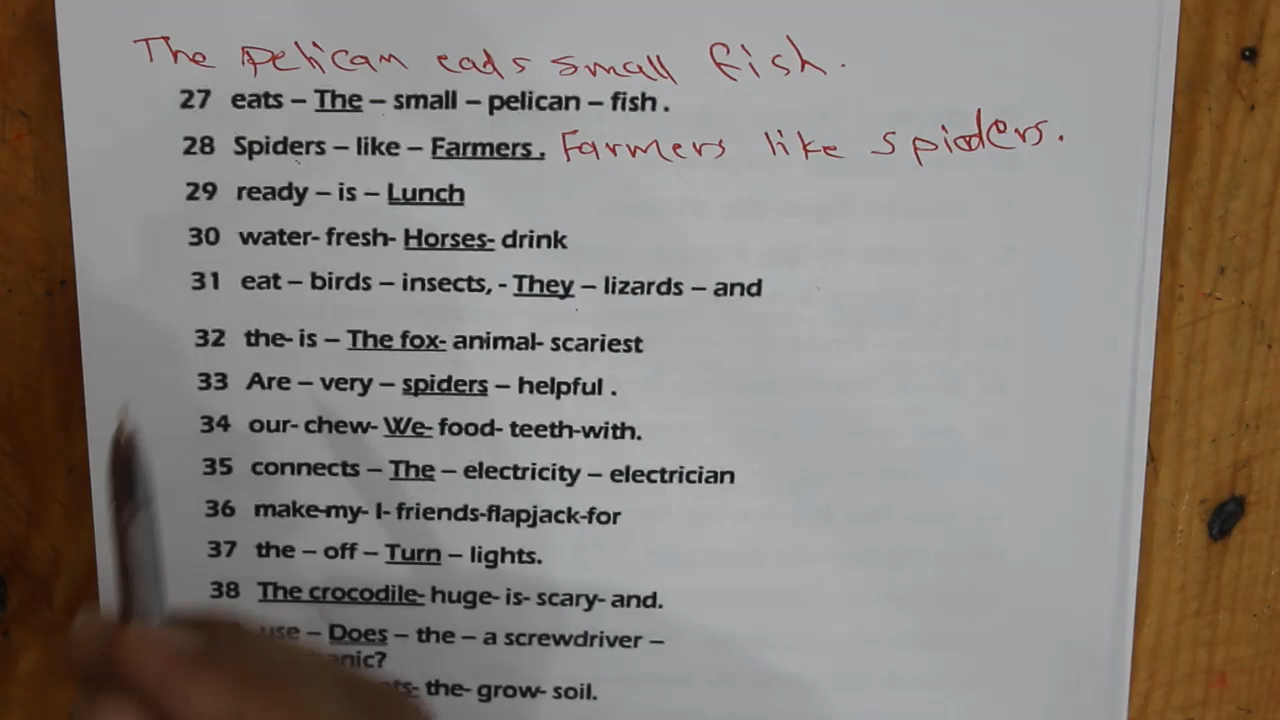 The pelican eads small fish.
27 eats – The – small – pelican – fish .
28 Spiders – like – Farmers . Farmers like spiders.
29 ready – is – Lunch
30 water- fresh- Horses- drink
31 eat – birds – insects, - They – lizards – and
32 the- is – The fox- animal- scariest
33 Are – very – spiders – helpful .
34 our- chew- We- food- teeth-with.
35 connects – The – electricity – electrician
36 make-my- I- friends-flapjack-for
37 the – off – Turn – lights.
38 The crocodile- huge- is- scary- and.
use – Does – the – a screwdriver –
the- grow- soil.